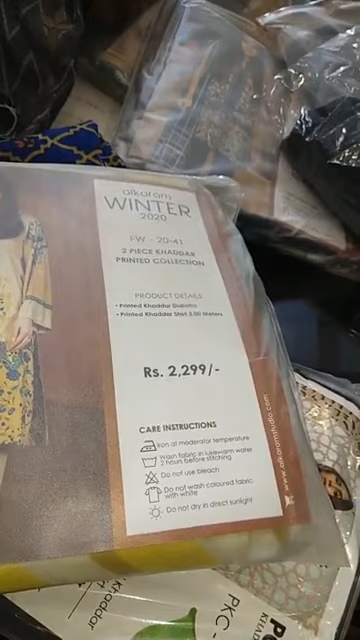 alkaram
WINTER
2020
FW - 20-41
2 PIECE KHADDAR
PRINTED COLLECTION
PRODUCT DETAILS
• Printed Khaddar Dupatta
• Printed Khaddar Shirt 3.00 Meters
Rs. 2,299/-
CARE INSTRUCTIONS
Iron at moderator temperature
Wash fabric in lukewarm water
2 hours before stitching
Do not use bleach
Do not wash coloured fabric
with white
Do not dry in direct sunlight
www.alkaramstudio.com
Khaddar
PKC-
KHAD